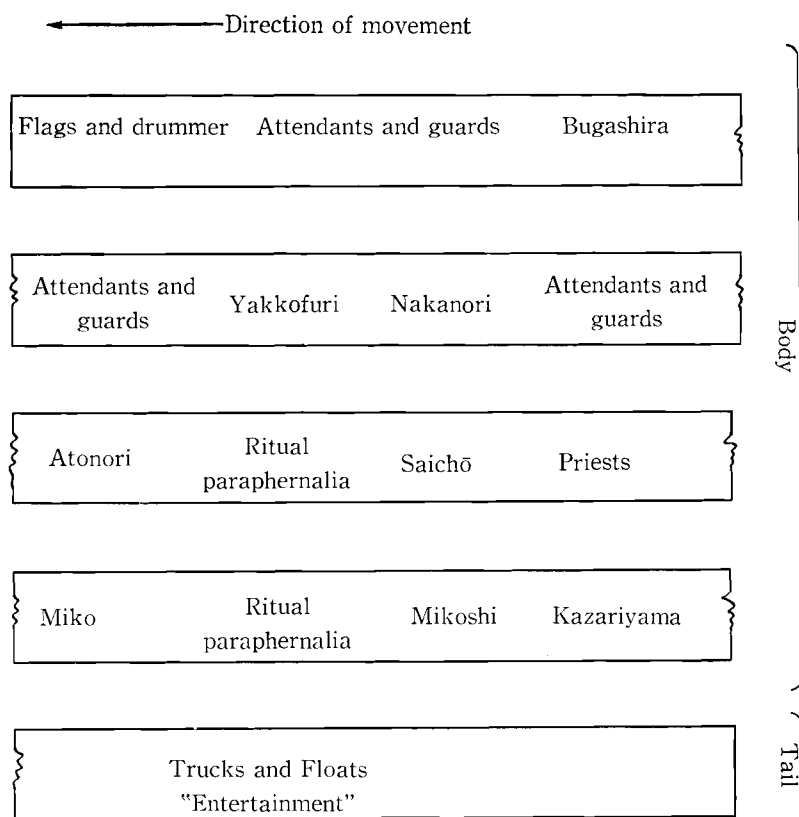 Direction of movement
Flags and drummer Attendants and guards Bugashira
Attendants and guards Yakkofuri Nakanori Attendants and guards
Body
Atonori Ritual paraphernalia Saichō Priests
Miko Ritual paraphernalia Mikoshi Kazariyama
Trucks and Floats
"Entertainment"
Tail